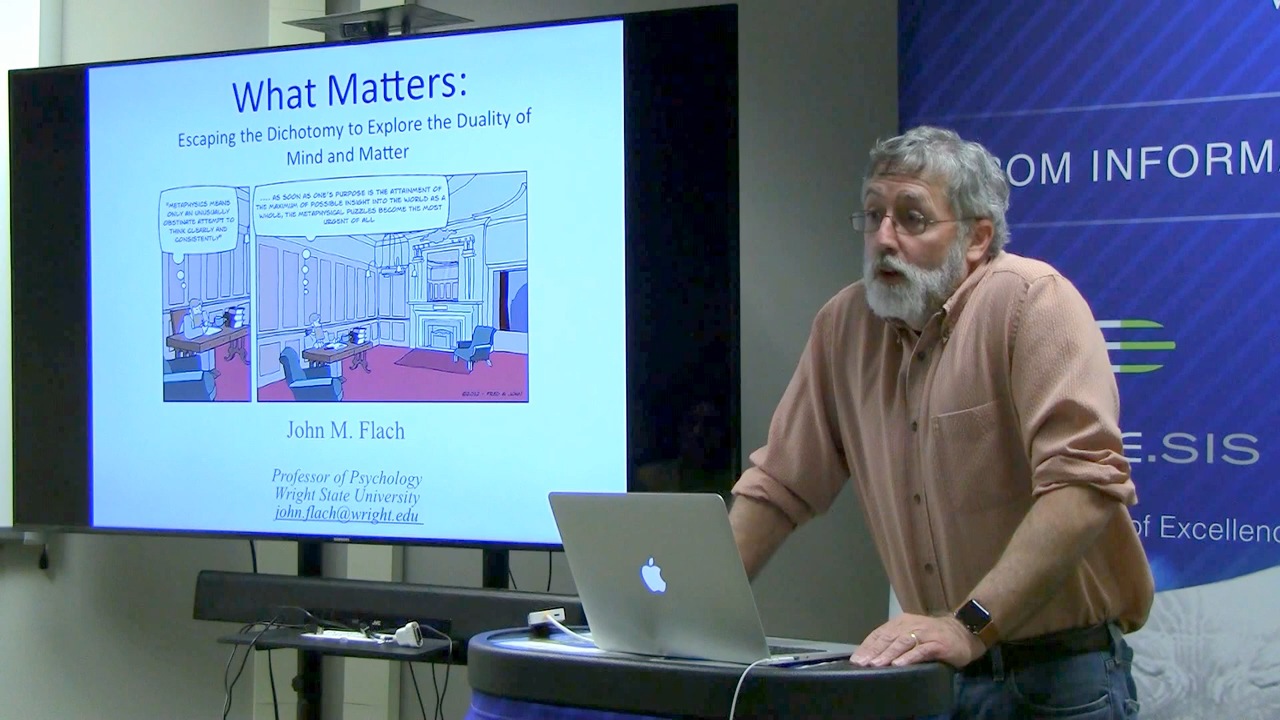 What Matters:
Escaping the Dichotomy to Explore the Duality of
Mind and Matter
"METAPHYSICS MEANS
ONLY AN UNUSUALLY
OBSTINATE ATTEMPT TO
THINK CLEARLY AND
CONSISTENTLY"
..... AS SOON AS ONE'S PURPOSE IS THE ATTAINMENT OF
THE MAXIMUM OF POSSIBLE INSIGHT INTO THE WORLD AS A
WHOLE, THE METAPHYSICAL PUZZLES BECOME THE MOST
URGENT OF ALL
John M. Flach
Professor of Psychology
Wright State University
john.flach@wright.edu
OM INFORM
E.SIS
of Excellenc